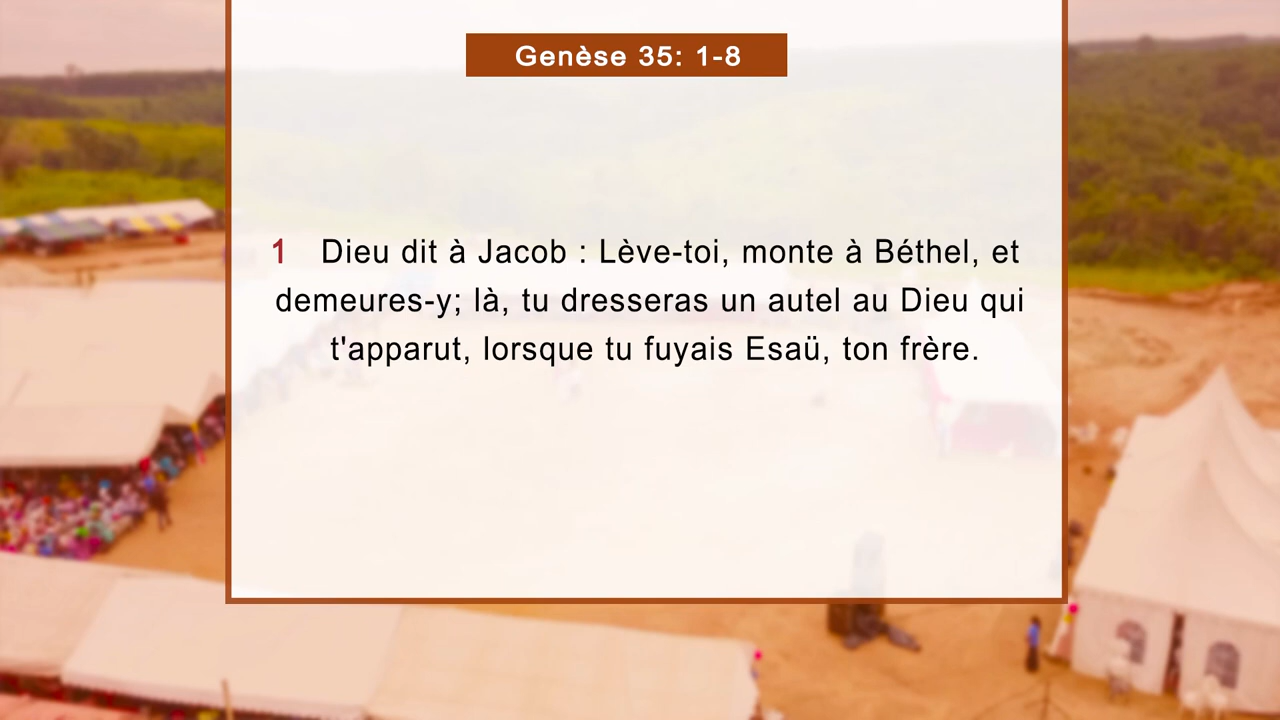 Genèse 35: 1-8
1 Dieu dit à Jacob : Lève-toi, monte à Béthel, et
demeures-y; là, tu dresseras un autel au Dieu qui
t'apparut, lorsque tu fuyais Esaü, ton frère.